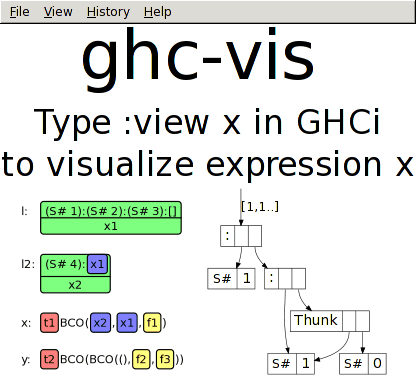 File View History Help
ghc-vis
Type :view x in GHCi
to visualize expression x
l: (S# 1):(S# 2):(S# 3):[]
x1
l2: (S# 4): x1
x2
x: t1 BCO( x2 , x1 , f1 )
y: t2 BCO(BCO((), f2 , f3 ))
[1,1..]
:
S# 1
:
Thunk
S# 1
S# 0